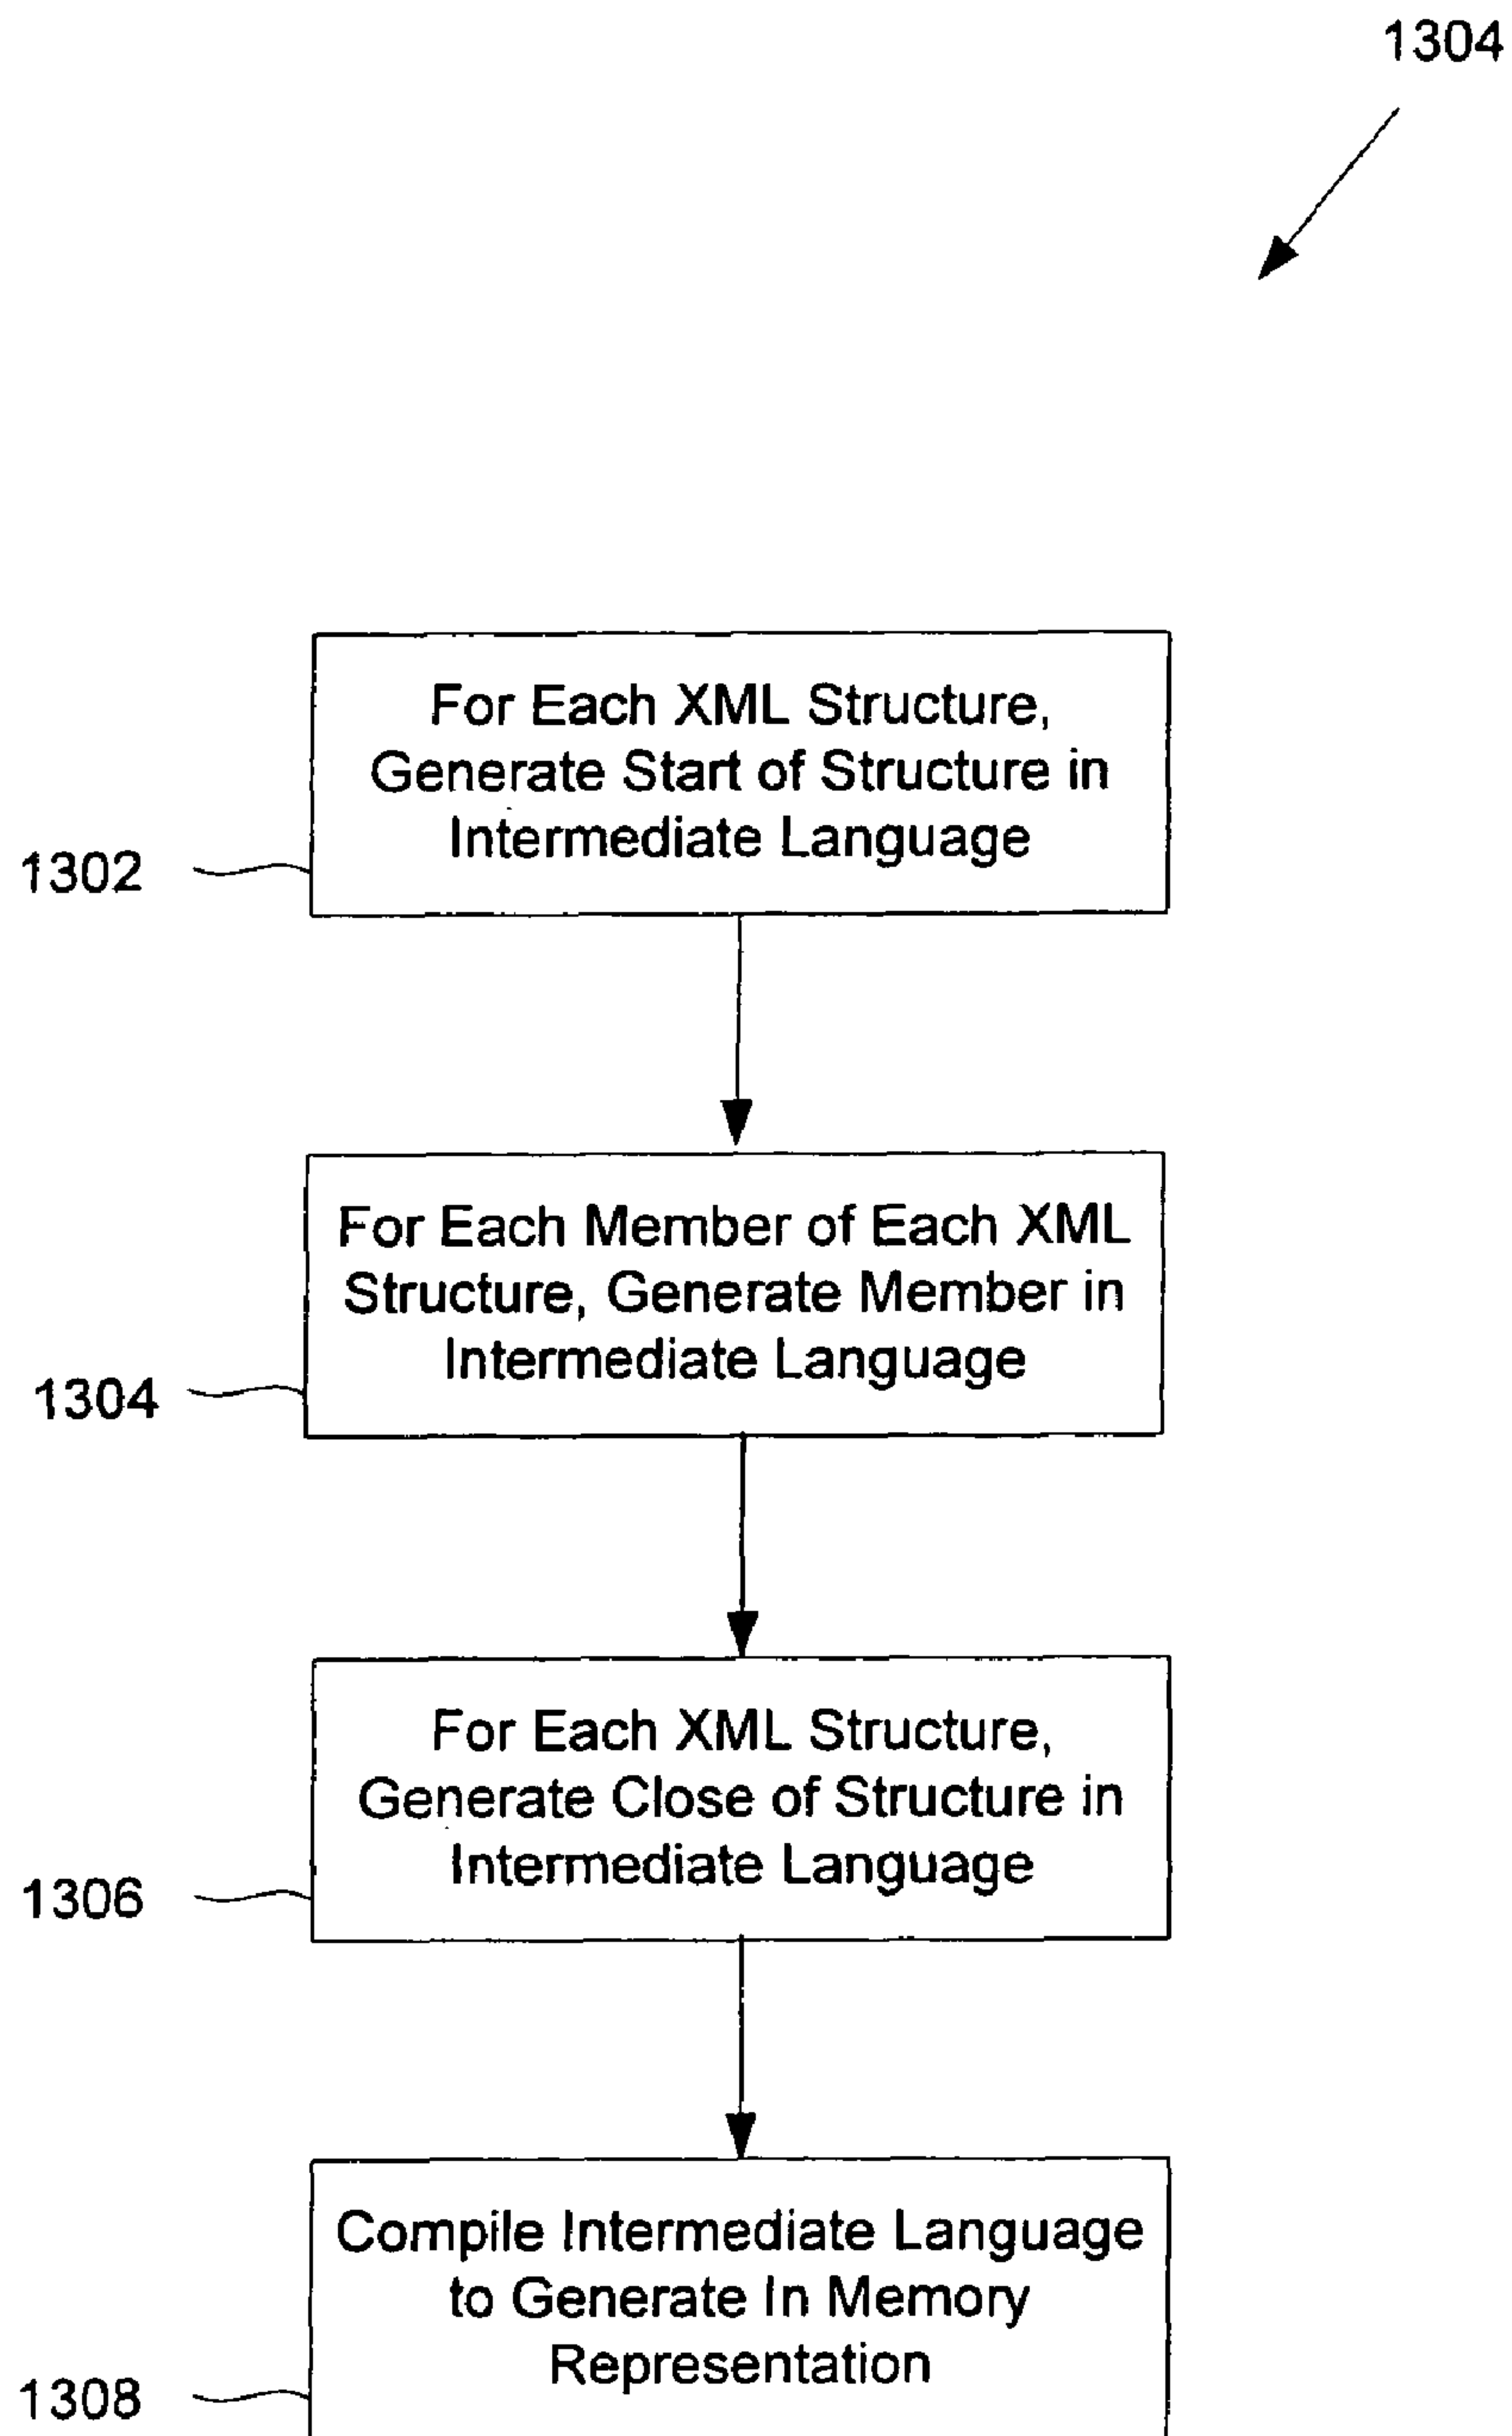 1304
For Each XML Structure,
Generate Start of Structure in
Intermediate Language
1302
For Each Member of Each XML
Structure, Generate Member in
Intermediate Language
1304
For Each XML Structure,
Generate Close of Structure in
Intermediate Language
1306
Compile Intermediate Language
to Generate In Memory
Representation
1308